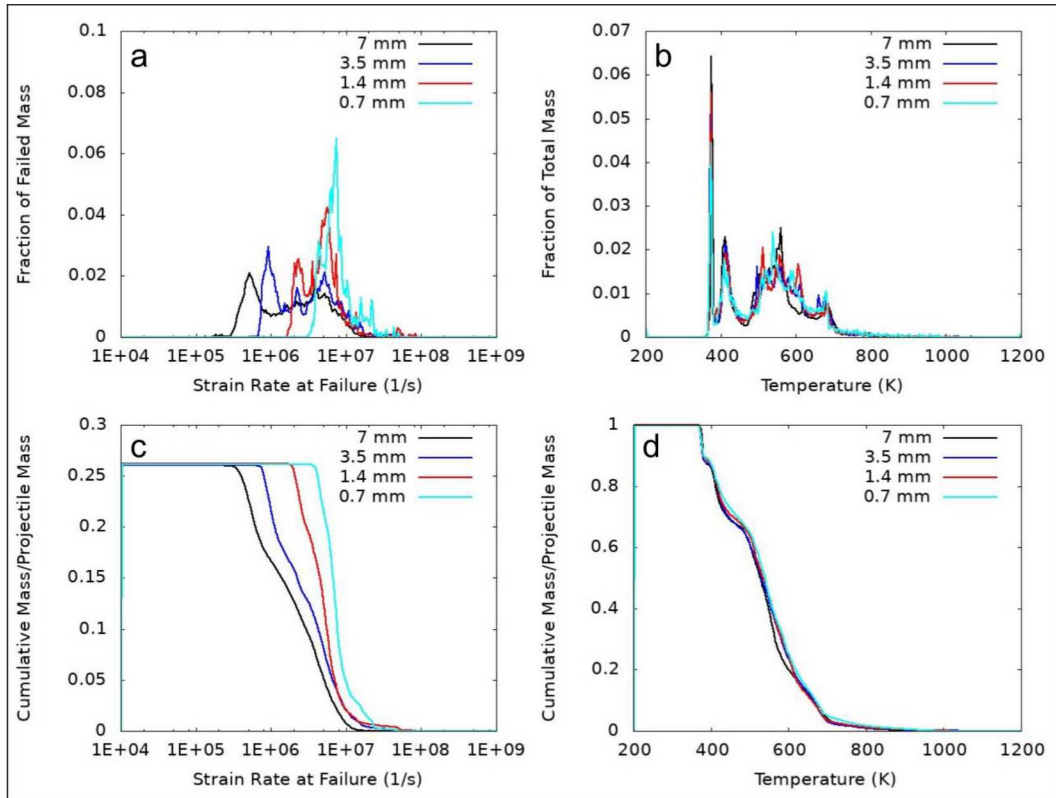 a
7 mm
3.5 mm
1.4 mm
0.7 mm
0.1
0.08
0.06
0.04
0.02
0
Fraction of Failed Mass
1E+04 1E+05 1E+06 1E+07 1E+08 1E+09
Strain Rate at Failure (1/s)
b
7 mm
3.5 mm
1.4 mm
0.7 mm
0.07
0.06
0.05
0.04
0.03
0.02
0.01
0
Fraction of Total Mass
200 400 600 800 1000 1200
Temperature (K)
c
7 mm
3.5 mm
1.4 mm
0.7 mm
0.3
0.25
0.2
0.15
0.1
0.05
0
Cumulative Mass/Projectile Mass
1E+04 1E+05 1E+06 1E+07 1E+08 1E+09
Strain Rate at Failure (1/s)
d
7 mm
3.5 mm
1.4 mm
0.7 mm
1
0.8
0.6
0.4
0.2
0
Cumulative Mass/Projectile Mass
200 400 600 800 1000 1200
Temperature (K)